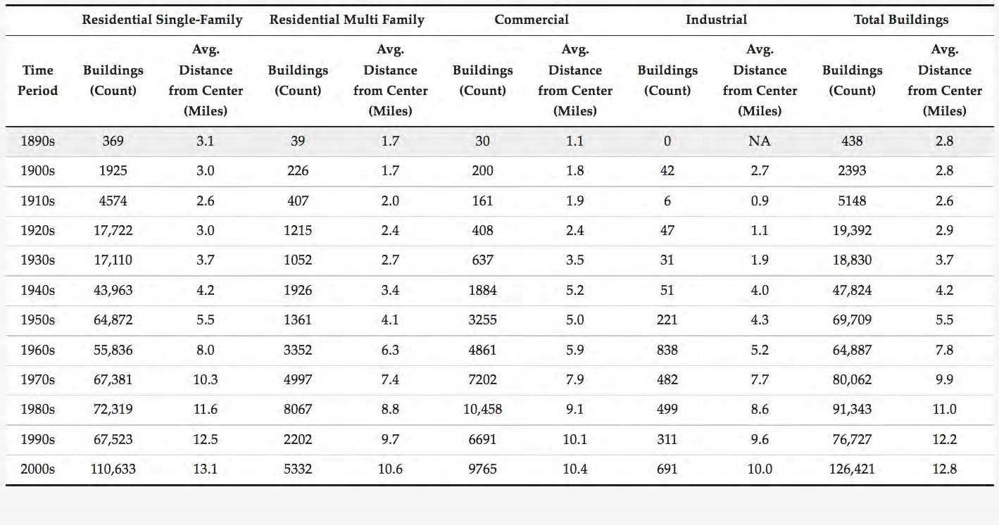 Residential Single-Family Residential Multi Family Commercial Industrial Total Buildings
Avg. Avg. Avg. Avg. Avg.
Time Buildings Distance Buildings Distance Buildings Distance Buildings Distance Buildings Distance
Period (Count) from Center (Count) from Center (Count) from Center (Count) from Center (Count) from Center
(Miles) (Miles) (Miles) (Miles) (Miles)
1890s 369 3.1 39 1.7 30 1.1 0 NA 438 2.8
1900s 1925 3.0 226 1.7 200 1.8 42 2.7 2393 2.8
1910s 4574 2.6 407 2.0 161 1.9 6 0.9 5148 2.6
1920s 17,722 3.0 1215 2.4 408 2.4 47 1.1 19,392 2.9
1930s 17,110 3.7 1052 2.7 637 3.5 31 1.9 18,830 3.7
1940s 43,963 4.2 1926 3.4 1884 5.2 51 4.0 47,824 4.2
1950s 64,872 5.5 1361 4.1 3255 5.0 221 4.3 69,709 5.5
1960s 55,836 8.0 3352 6.3 4861 5.9 838 5.2 64,887 7.8
1970s 67,381 10.3 4997 7.4 7202 7.9 482 7.7 80,062 9.9
1980s 72,319 11.6 8067 8.8 10,458 9.1 499 8.6 91,343 11.0
1990s 67,523 12.5 2202 9.7 6691 10.1 311 9.6 76,727 12.2
2000s 110,633 13.1 5332 10.6 9765 10.4 691 10.0 126,421 12.8